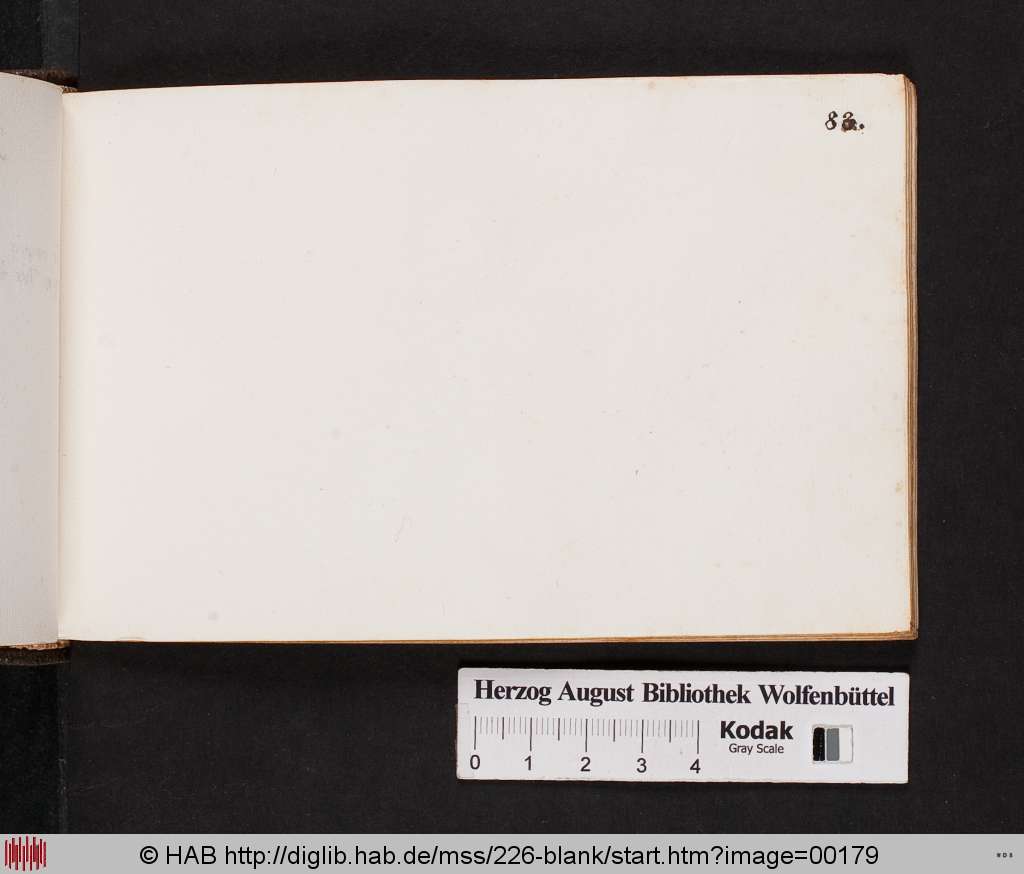 Herzog August Bibliothek Wolfenbüttel
Kodak
Gray Scale
0 1 2 3 4
© HAB http://diglib.hab.de/mss/226-blank/start.htm?image=00179